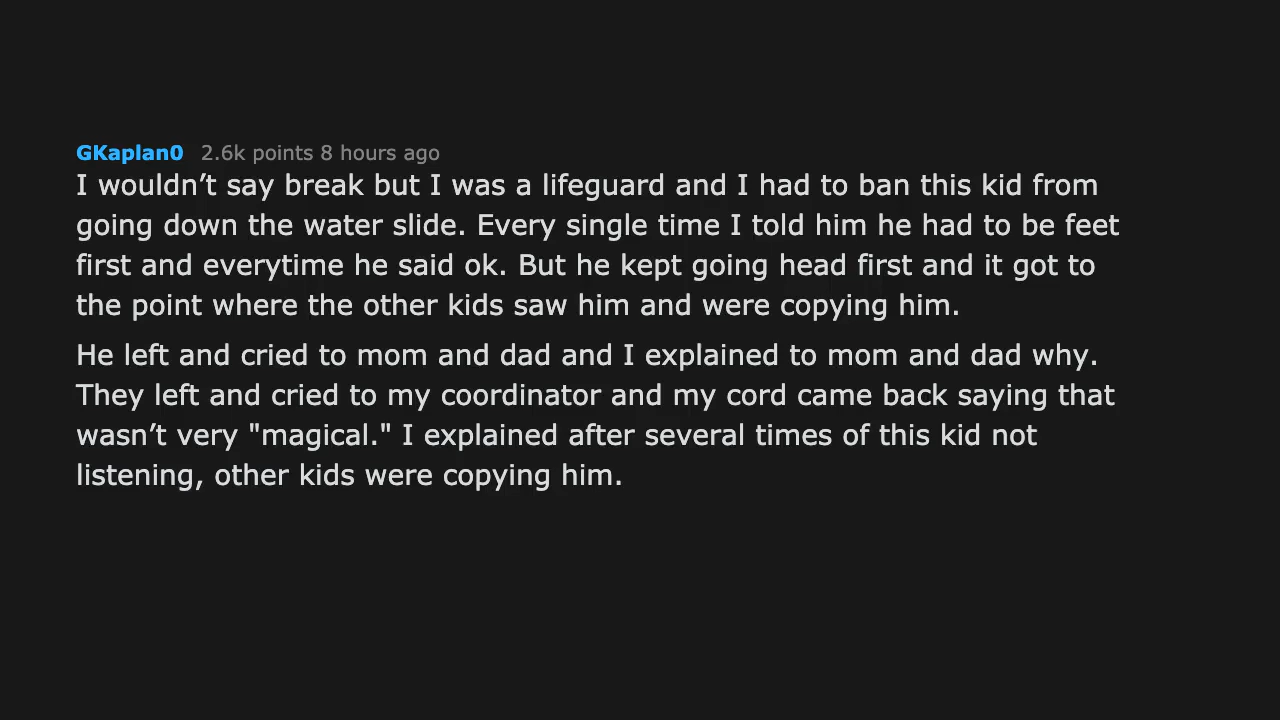 GKaplan0 2.6k points 8 hours ago
I wouldn’t say break but I was a lifeguard and I had to ban this kid from
going down the water slide. Every single time I told him he had to be feet
first and everytime he said ok. But he kept going head first and it got to
the point where the other kids saw him and were copying him.
He left and cried to mom and dad and I explained to mom and dad why.
They left and cried to my coordinator and my cord came back saying that
wasn’t very "magical." I explained after several times of this kid not
listening, other kids were copying him.